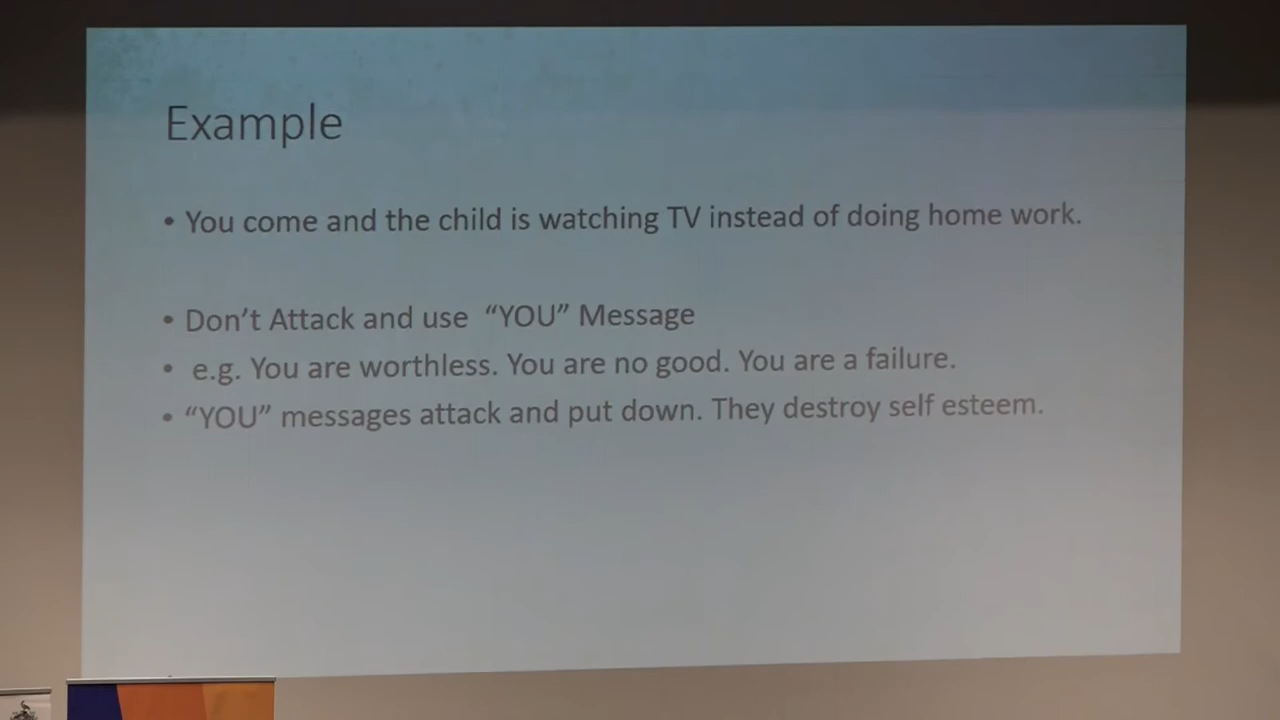 Example
• You come and the child is watching TV instead of doing home work.
• Don’t Attack and use “YOU” Message
• e.g. You are worthless. You are no good. You are a failure.
• “YOU” messages attack and put down. They destroy self esteem.